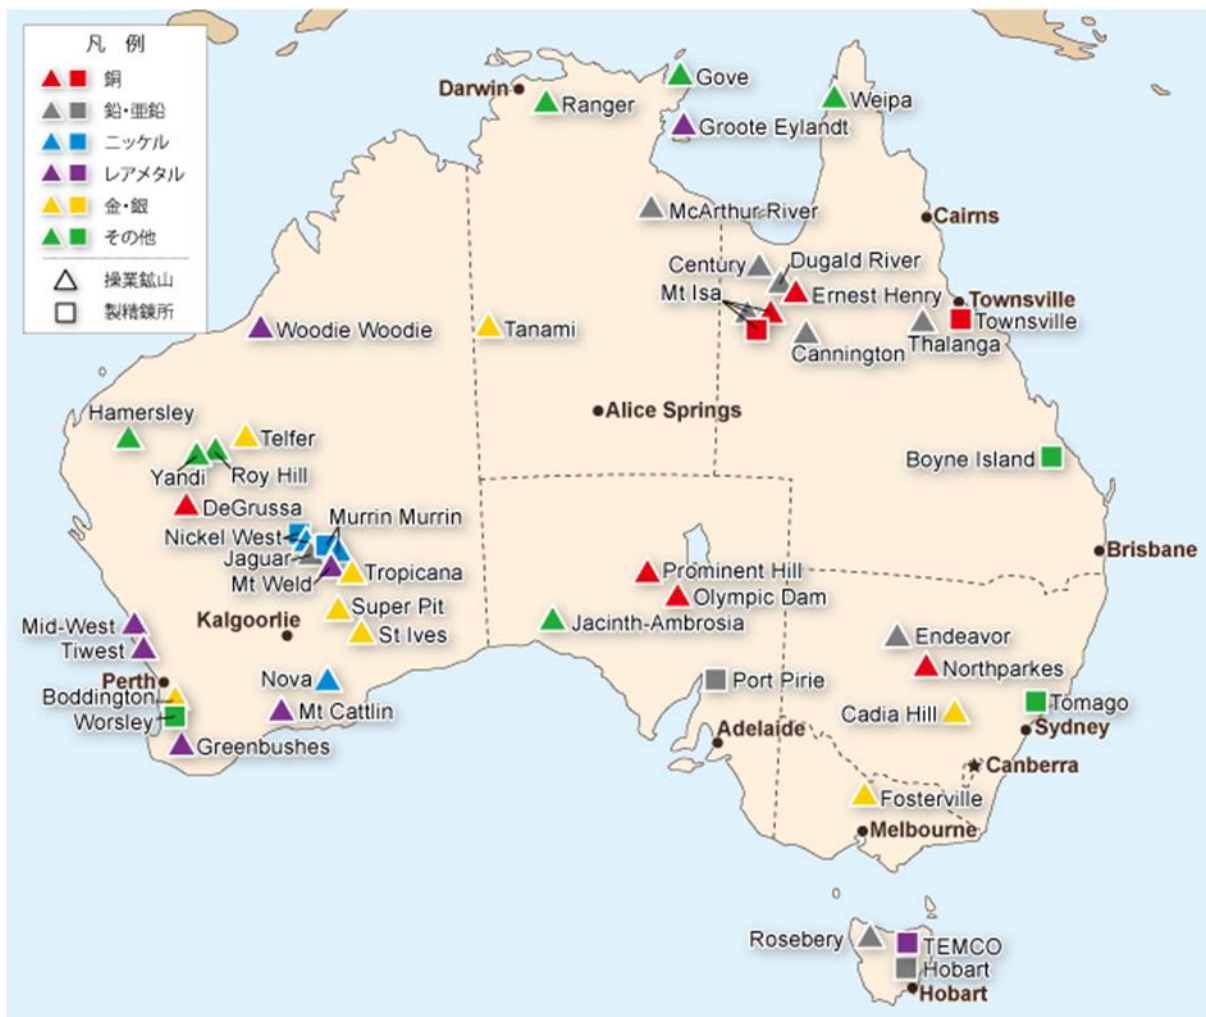 凡 例
銅
鉛・亜鉛
ニッケル
レアメタル
金・銀
その他
操業鉱山
製精錬所
Darwin
Ranger
Gove
Groote Eylandt
Weipa
McArthur River
Cairns
Century
Dugald River
Mt Isa
Ernest Henry
Townsville
Townsville
Thalanga
Cannington
Woodie Woodie
Tanami
Alice Springs
Hamersley
Telfer
Yandi
Roy Hill
Boyne Island
DeGrussa
Murrin Murrin
Nickel West
Jaguar
Mt Weld
Tropicana
Brisbane
Prominent Hill
Olympic Dam
Super Pit
Kalgoorlie
St Ives
Jacinth-Ambrosia
Mid-West
Tiwest
Endeavor
Northparkes
Perth
Nova
Port Pirie
Boddington
Worsley
Mt Cattlin
Cadia Hill
Tomago
Sydney
Adelaide
Greenbushes
Canberra
Fosterville
Melbourne
Rosebery
TEMCO
Hobart
Hobart